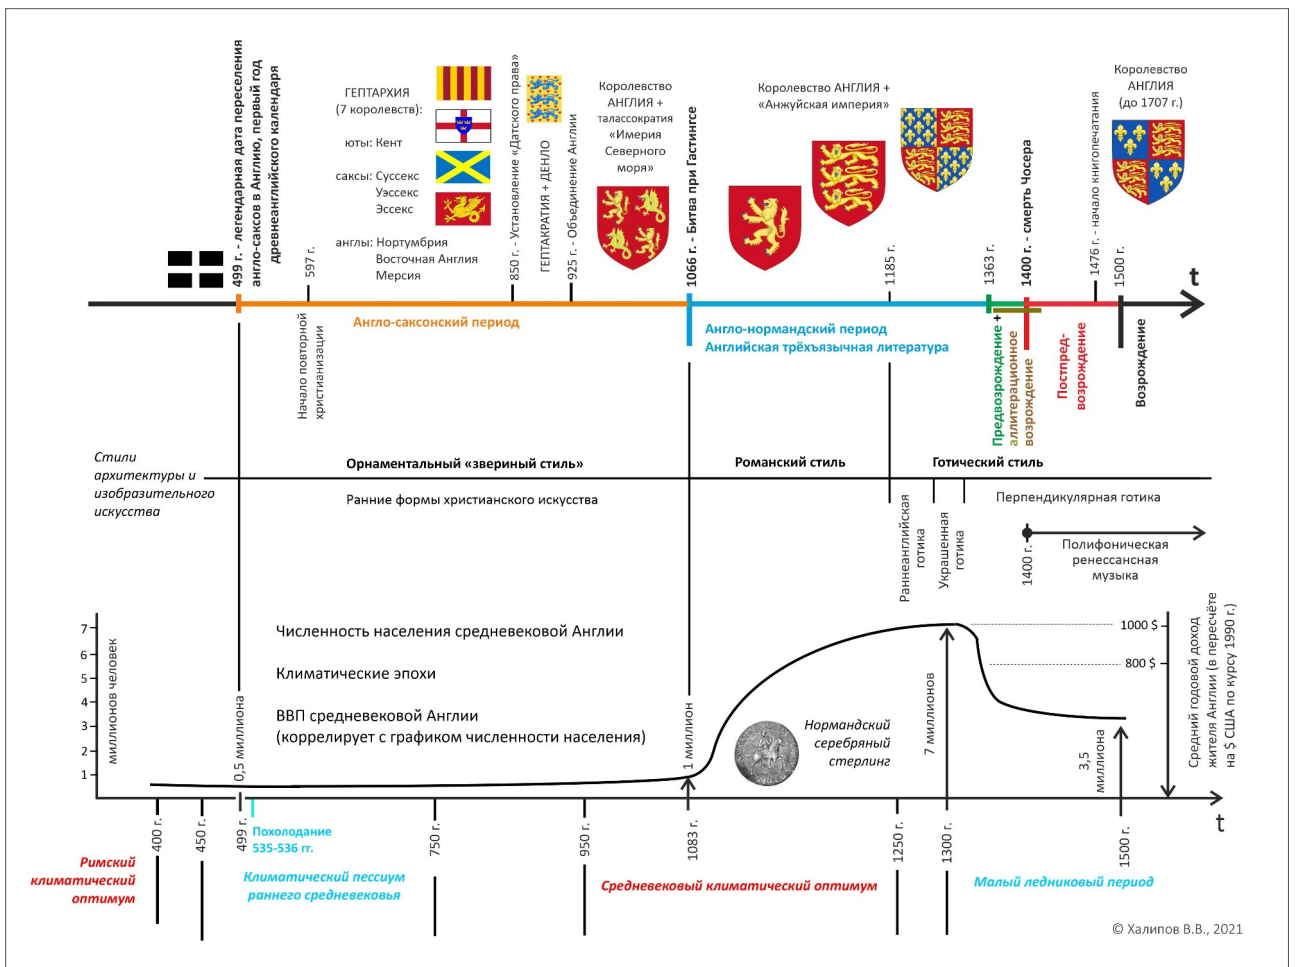 499 г. - легендарная дата переселения
англо-саксов в Англию, первый год
древнеанглийского календаря
ГЕПТАРХИЯ
(7 королевств):
юты: Кент
саксы: Суссекс
Уэссекс
Эссекс
англы: Нортумбрия
Восточная Англия
Мерсия
597 г.
850 г. - Установление «Датского права»
ГЕПТАКРАТИЯ + ДЕНЛО
925 г. - Объединение Англии
Королевство
АНГЛИЯ +
талассократия
«Имерия
Северного
моря»
1066 г. - Битва при Гастингсе
Королевство АНГЛИЯ +
«Анжуйская империя»
1185 г.
1363 г.
1400 г. - смерть Чосера
1476 г. - начало книгопечатания
1500 г.
Королевство
АНГЛИЯ
(до 1707 г.)
t
Начало повторной
христианизации
Англо-саксонский период
Англо-нормандский период
Английская трёхъязычная литература
Предвозрождение +
аллитерационное
возрождение
Постпред-
возрождение
Возрождение
Стили
архитектуры и
изобразительного
искусства
Орнаментальный «звериный стиль»
Романский стиль
Готический стиль
Ранние формы христианского искусства
Раннеанглийская
готика
Украшенная
готика
Перпендикулярная готика
1400 г.
Полифоническая
ренессансная
музыка
7
6
5
4
3
2
1
миллионов человек
Численность населения средневековой Англии
Климатические эпохи
ВВП средневековой Англии
(коррелирует с графиком численности населения)
0,5 миллиона
1 миллион
Нормандский
серебряный
стерлинг
7 миллионов
3,5
миллиона
1000 $
800 $
Средний годовой доход
жителя Англии (в пересчёте
на $ США по курсу 1990 г.)
t
400 г.
450 г.
499 г.
Похолодание
535-536 гг.
750 г.
950 г.
1083 г.
1250 г.
1300 г.
1500 г.
Римский
климатический
оптимум
Климатический пессиум
раннего средневековья
Средневековый климатический оптимум
Малый ледниковый период
© Халипов В.В., 2021